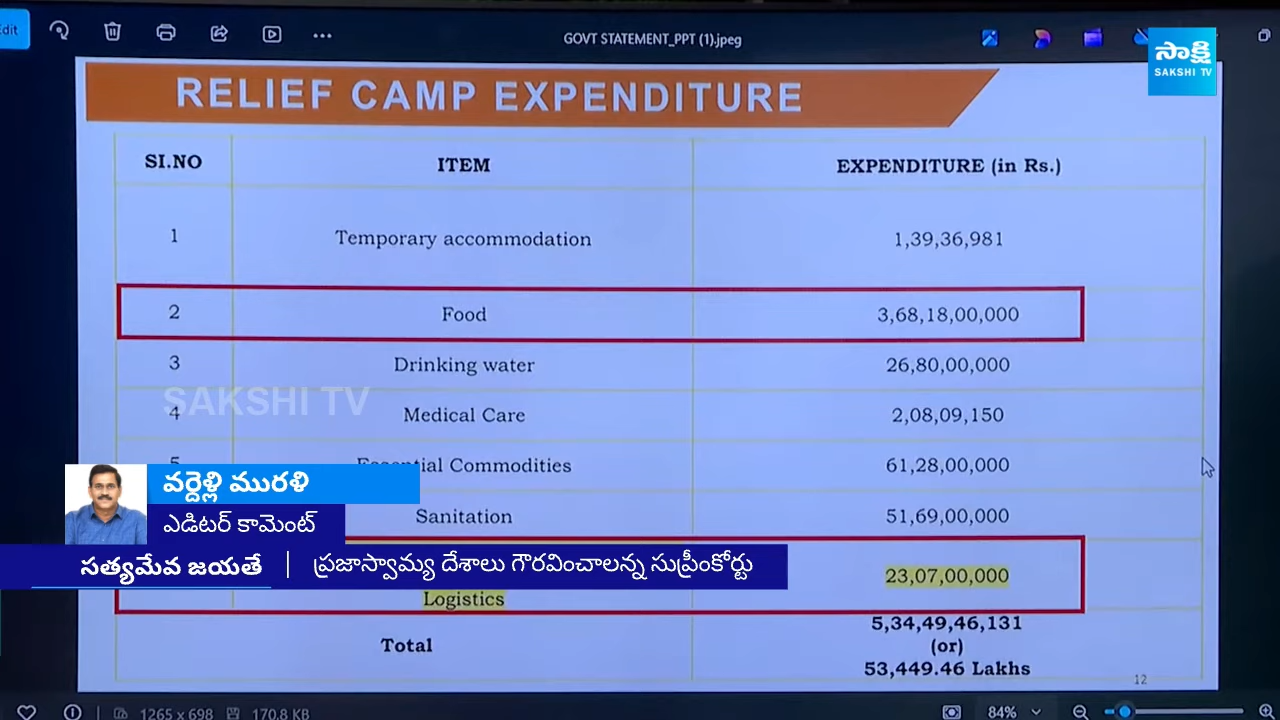 Edit
GOVT STATEMENT_PPT (1).jpeg
సాక్షి
SAKSHI TV
RELIEF CAMP EXPENDITURE
SI.NO ITEM EXPENDITURE (in Rs.)
1 Temporary accommodation 1,39,36,981
2 Food 3,68,18,00,000
3 Drinking water 26,80,00,000
SAKSHI TV
4 Medical Care 2,08,09,150
5 Essential Commodities 61,28,00,000
Sanitation 51,69,00,000
23,07,00,000
Logistics
Total 5,34,49,46,131
(or)
53,449.46 Lakhs
12
వర్దెల్లి మురళి
ఎడిటర్ కామెంట్
సత్యమేవ జయతే | ప్రజాస్వామ్య దేశాలు గౌరవించాలన్న సుప్రీంకోర్టు
1265 x 698 170.8 KB 84%